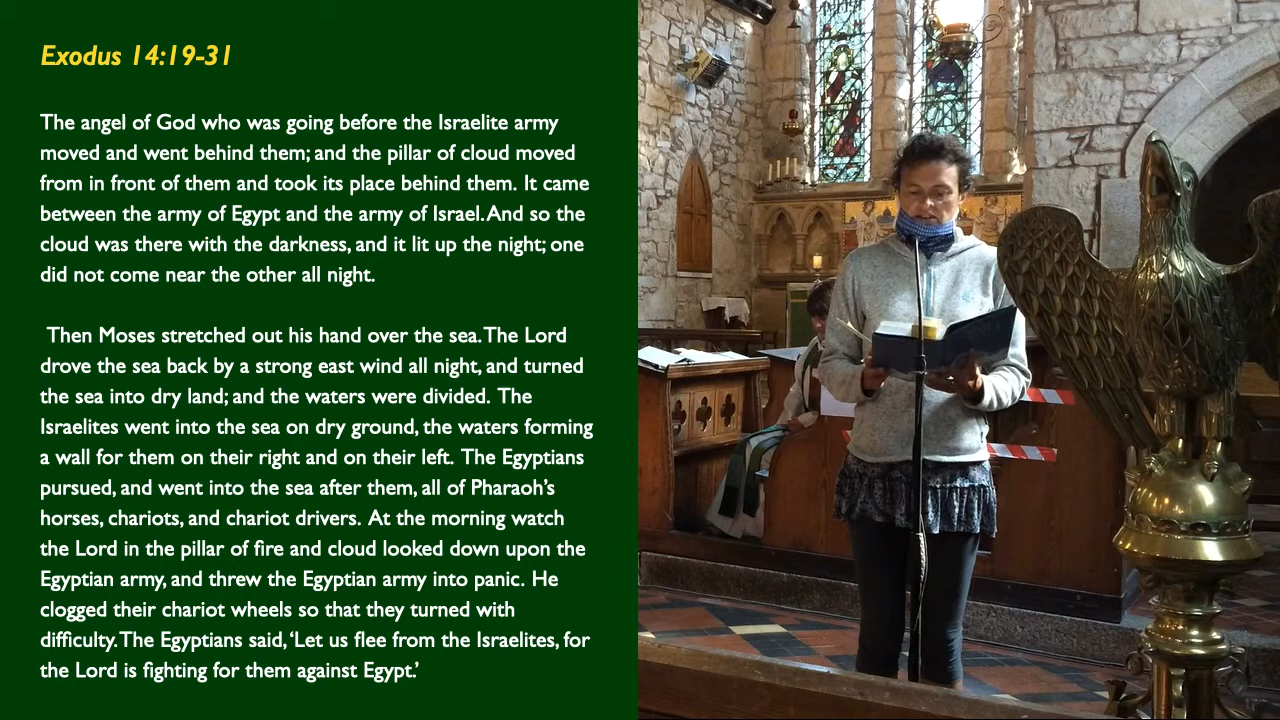 Exodus 14:19-31
The angel of God who was going before the Israelite army
moved and went behind them; and the pillar of cloud moved
from in front of them and took its place behind them. It came
between the army of Egypt and the army of Israel. And so the
cloud was there with the darkness, and it lit up the night; one
did not come near the other all night.
Then Moses stretched out his hand over the sea. The Lord
drove the sea back by a strong east wind all night, and turned
the sea into dry land; and the waters were divided. The
Israelites went into the sea on dry ground, the waters forming
a wall for them on their right and on their left. The Egyptians
pursued, and went into the sea after them, all of Pharaoh’s
horses, chariots, and chariot drivers. At the morning watch
the Lord in the pillar of fire and cloud looked down upon the
Egyptian army, and threw the Egyptian army into panic. He
clogged their chariot wheels so that they turned with
difficulty. The Egyptians said, ‘Let us flee from the Israelites, for
the Lord is fighting for them against Egypt.’